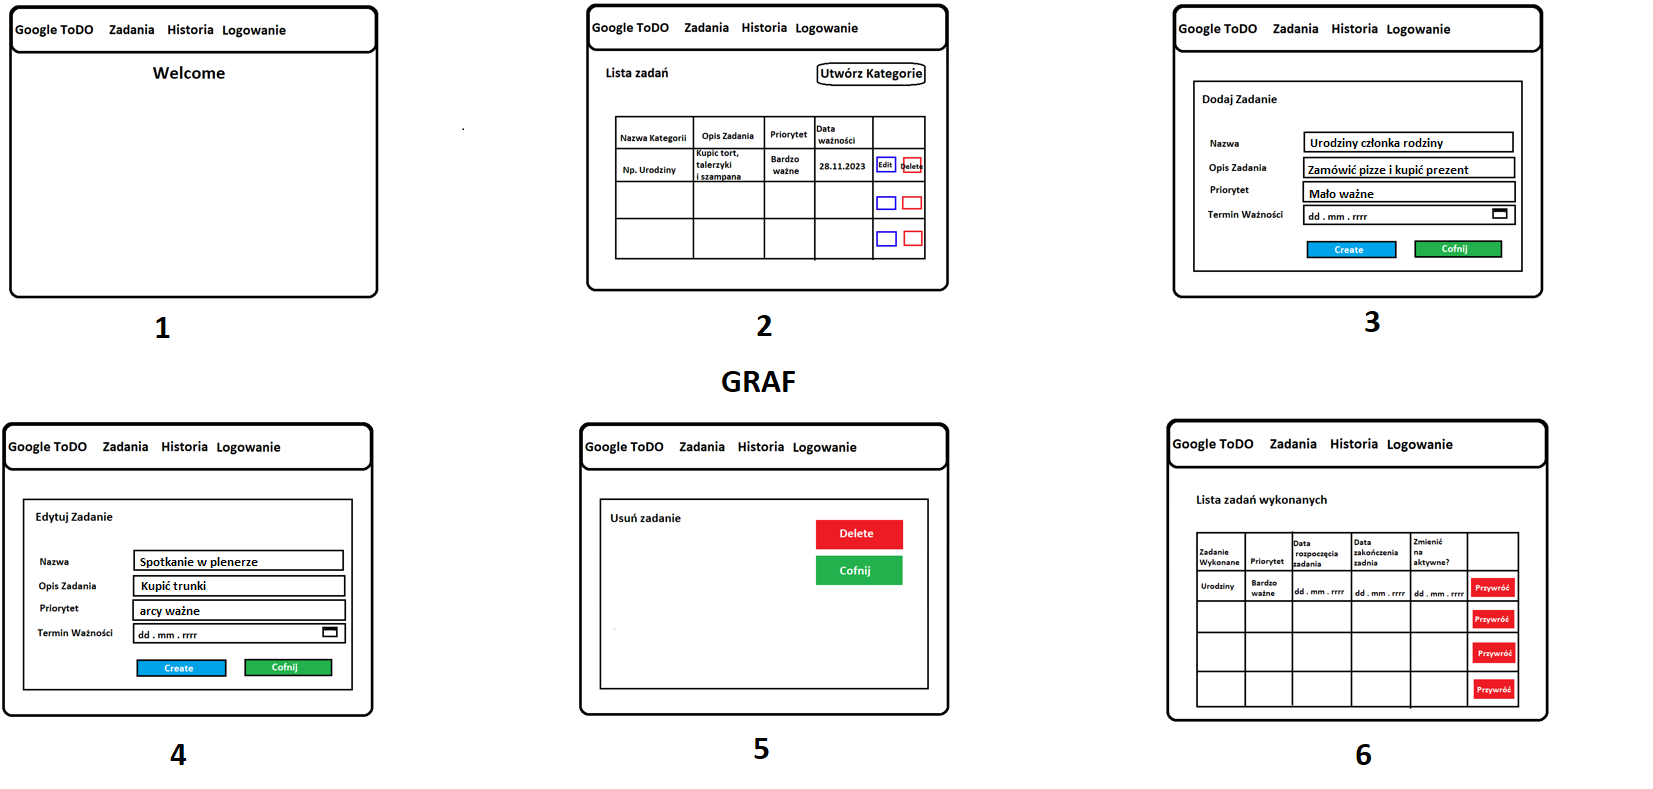 Google ToDO Zadania Historia Logowanie
Welcome
1
Google ToDO Zadania Historia Logowanie
Lista zadań
Utwórz Kategorie
Nazwa Kategorii
Opis Zadania
Priorytet
Data
ważności
Np. Urodziny
Kupic tort,
talerzyki
i szampana
Bardzo
ważne
28.11.2023
Edit
Delete
2
Google ToDO Zadania Historia Logowanie
Dodaj Zadanie
Nazwa
Urodziny członka rodziny
Opis Zadania
Zamówić pizze i kupić prezent
Priorytet
Mało ważne
Termin Ważności
dd . mm . rrrr
Create
Cofnij
3
GRAF
Google ToDO Zadania Historia Logowanie
Edytuj Zadanie
Nazwa
Spotkanie w plenerze
Opis Zadania
Kupić trunki
Priorytet
arcy ważne
Termin Ważności
dd . mm . rrrr
Create
Cofnij
4
Google ToDO Zadania Historia Logowanie
Usuń zadanie
Delete
Cofnij
5
Google ToDO Zadania Historia Logowanie
Lista zadań wykonanych
Zadanie
Wykonane
Priorytet
Data
rozpoczęcia
zadania
Data
zakończenia
zadnia
Zmienić
na
aktywne?
Urodziny
Bardzo
ważne
dd . mm . rrrr
dd . mm . rrrr
dd . mm . rrrr
Przywróć
Przywróć
Przywróć
Przywróć
6